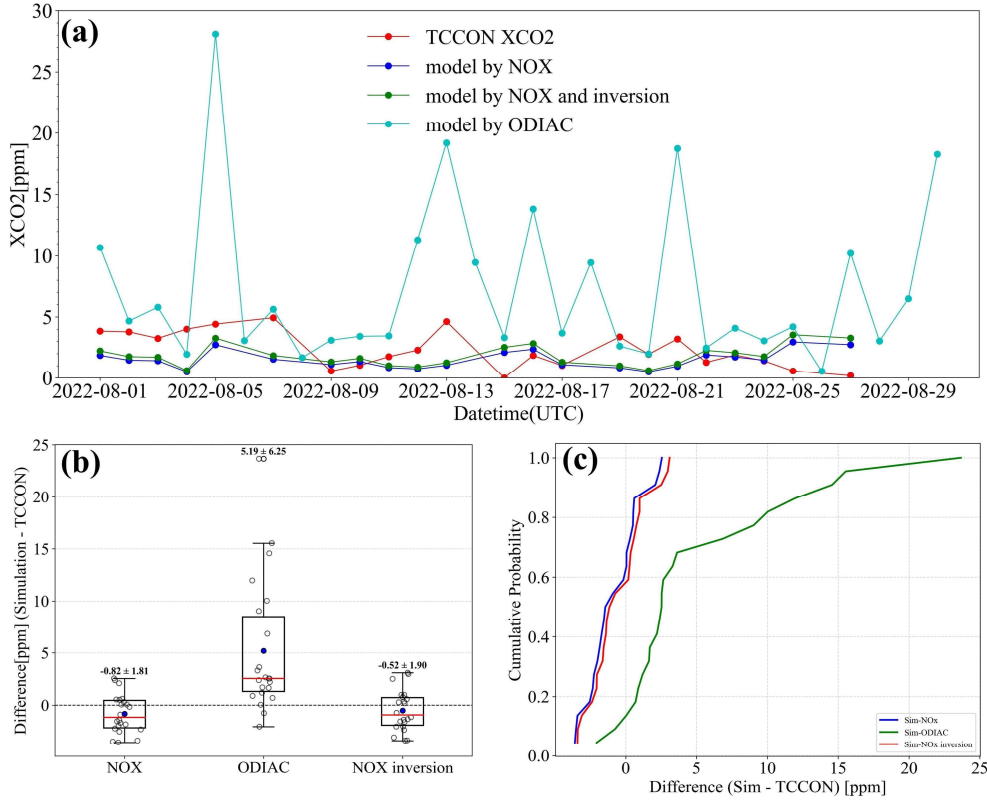 30
25
20
15
10
5
0
XCO2[ppm]
(a)
TCCON XCO2
model by NOX
model by NOX and inversion
model by ODIAC
2022-08-01 2022-08-05 2022-08-09 2022-08-13 2022-08-17 2022-08-21 2022-08-25 2022-08-29
Datetime(UTC)
(b)
25
20
15
10
5
0
Difference[ppm] (Simulation - TCCON)
-0.82 ± 1.81
5.19 ± 6.25
-0.52 ± 1.90
NOX ODIAC NOX inversion
(c)
1.0
0.8
0.6
0.4
0.2
0.0
Cumulative Probability
Sim-NOx
Sim-ODIAC
Sim-NOx inversion
0 5 10 15 20 25
Difference (Sim - TCCON) [ppm]